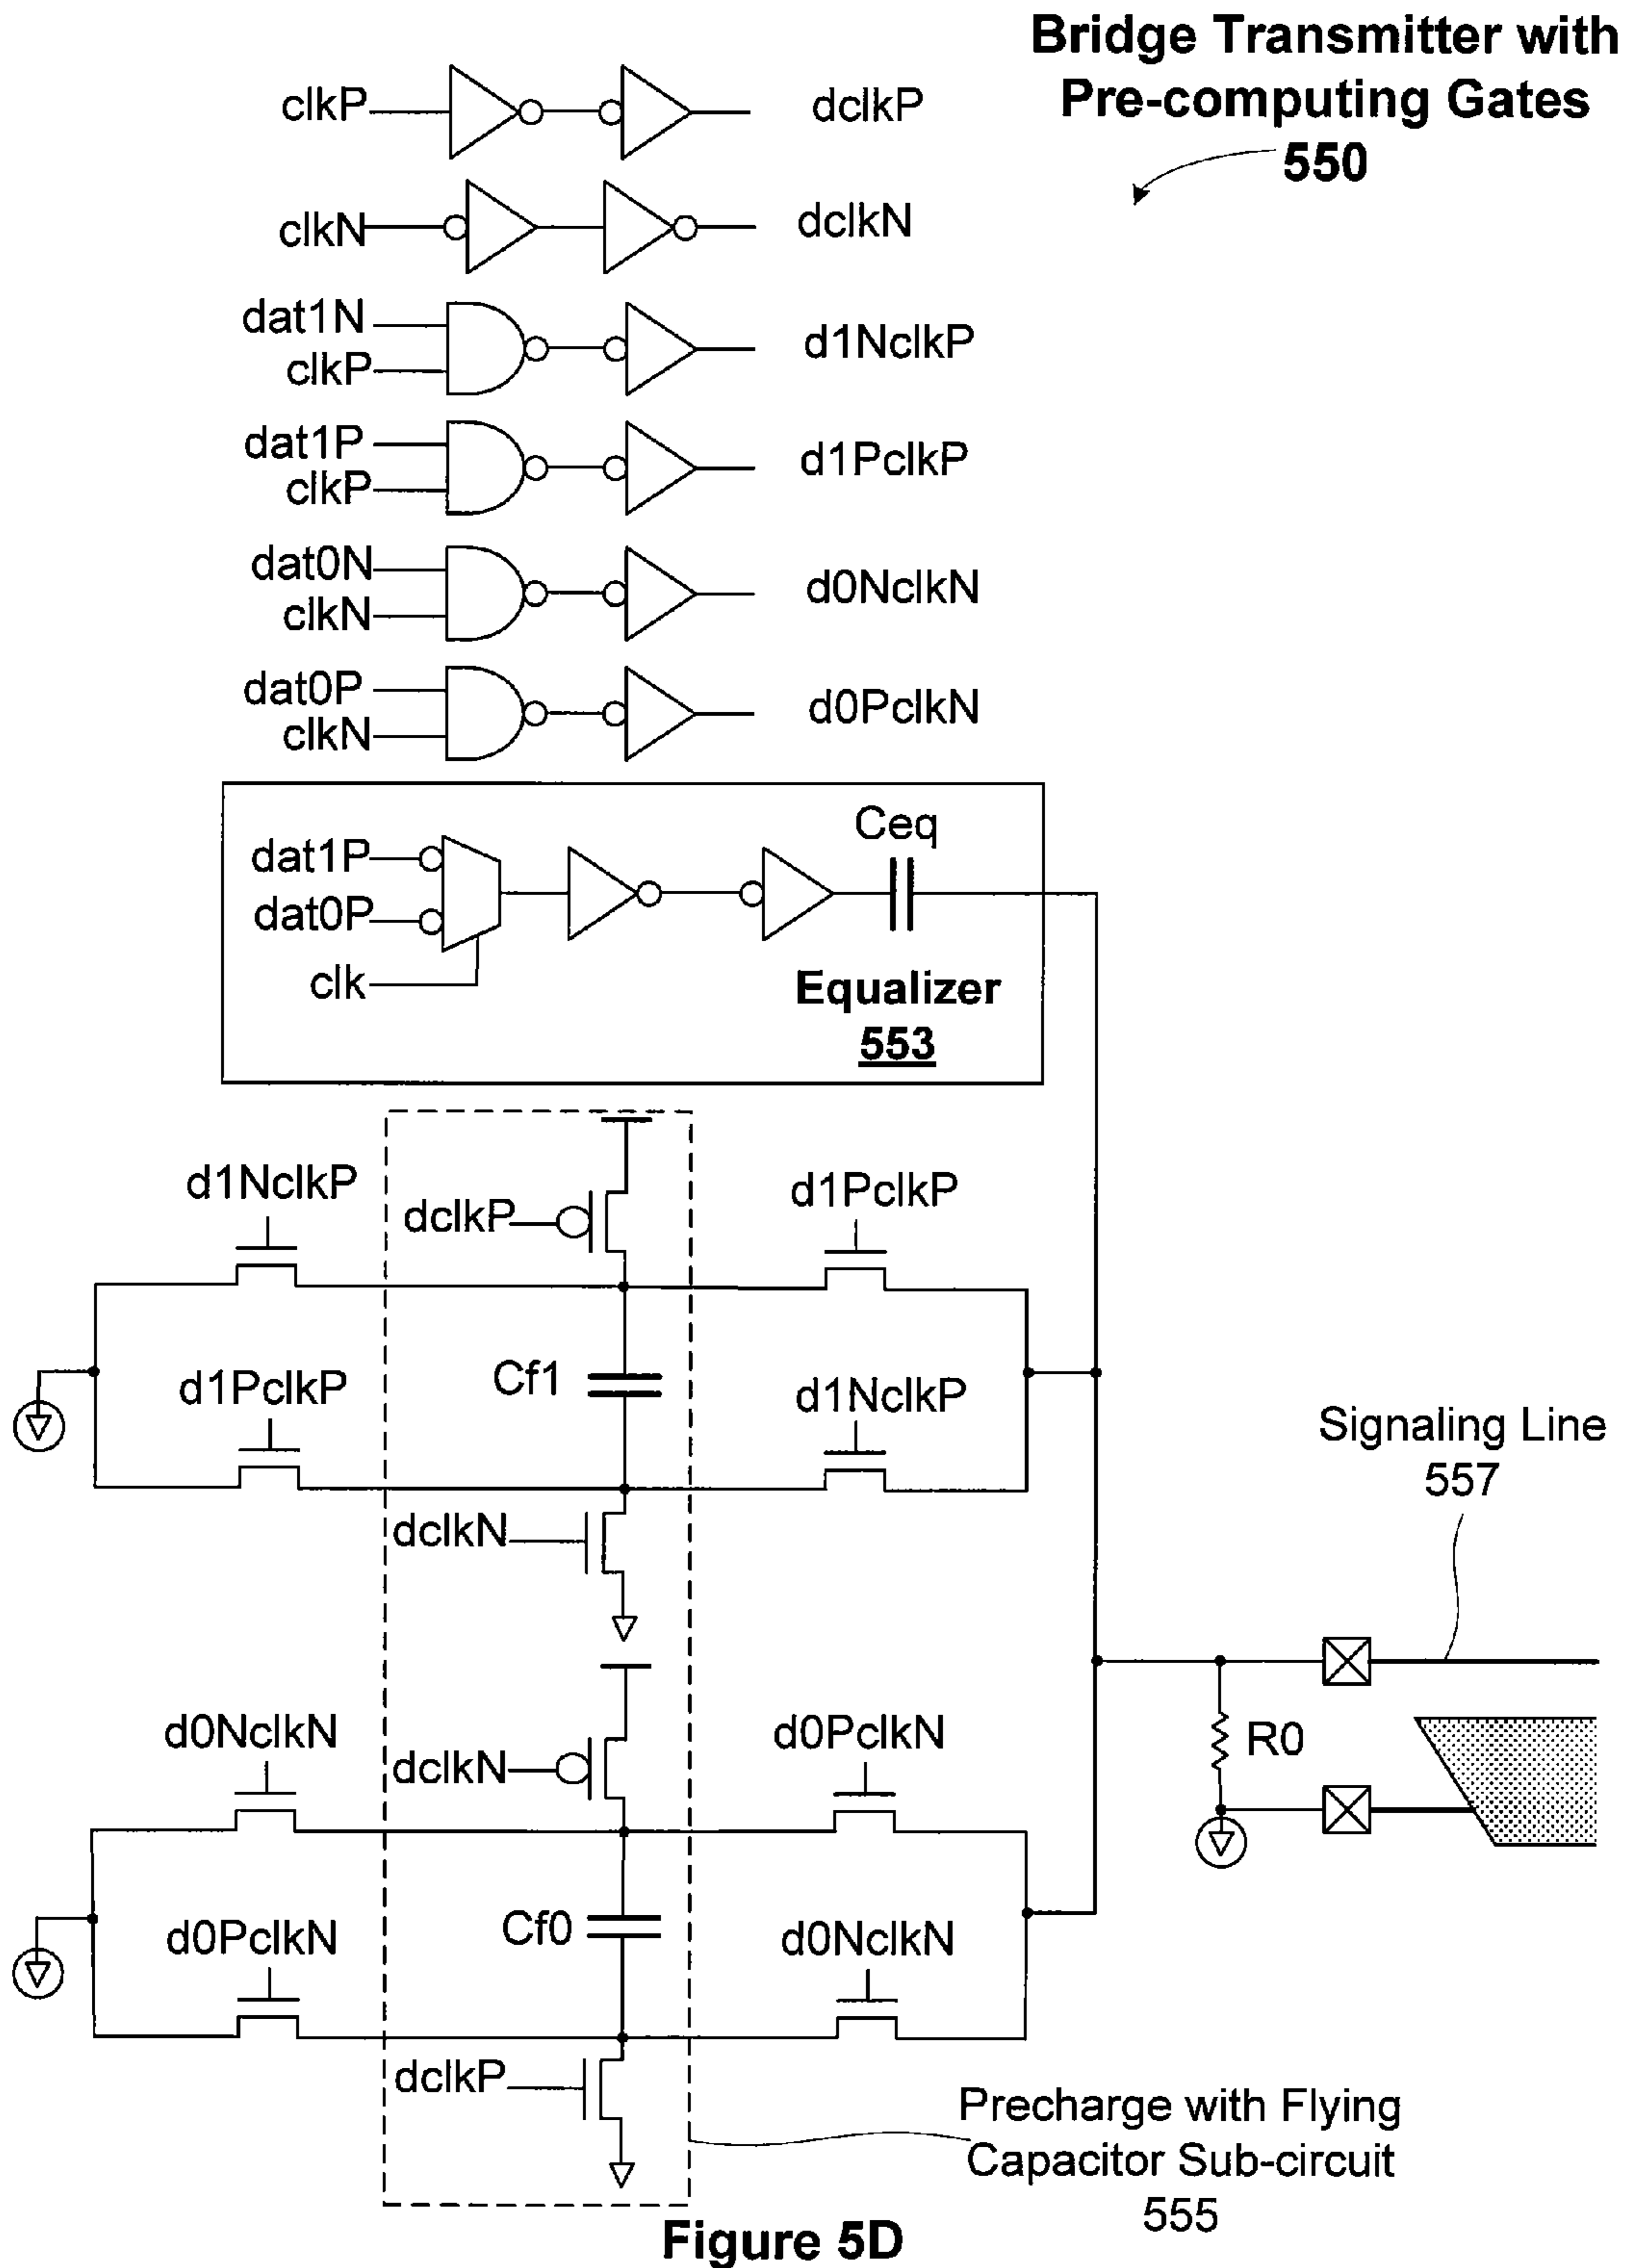 Bridge Transmitter with
Pre-computing Gates
550
clkP
dclkP
clkN
dclkN
dat1N
clkP
d1NclkP
dat1P
clkP
d1PclkP
dat0N
clkN
d0NclkN
dat0P
clkN
d0PclkN
Ceq
dat1P
dat0P
clk
Equalizer
553
d1NclkP
dclkP
d1PclkP
d1PclkP
Cf1
d1NclkP
dclkN
Signaling Line
557
d0NclkN
dclkN
d0PclkN
R0
d0PclkN
Cf0
d0NclkN
dclkP
Precharge with Flying
Capacitor Sub-circuit
555
Figure 5D